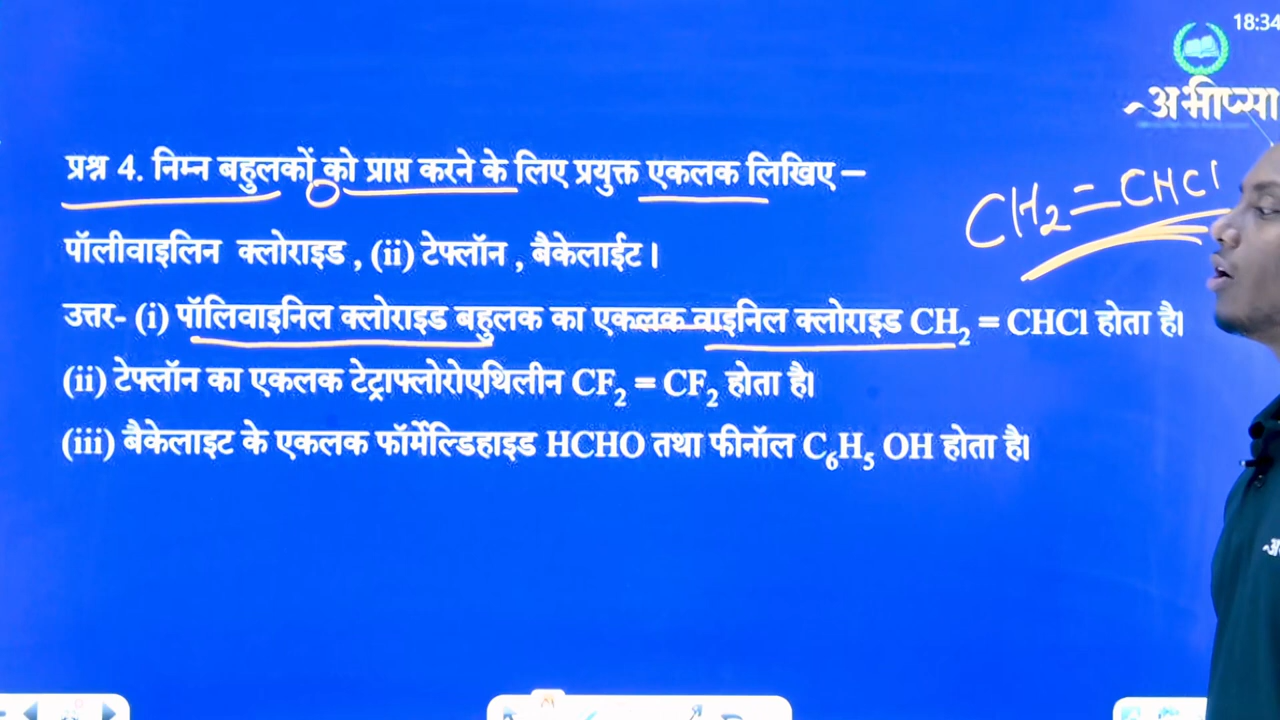 18:34
अभीप्सा
प्रश्न 4. निम्न बहुलकों को प्राप्त करने के लिए प्रयुक्त एकलक लिखिए –
CH₂=CHCl
पॉलीवाइलिन क्लोराइड , (ii) टेफ्लॉन , बैकेलाईट ।
उत्तर- (i) पॉलिवाइनिल क्लोराइड बहुलक का एकलक वाइनिल क्लोराइड CH₂ = CHCl होता है।
(ii) टेफ्लॉन का एकलक टेट्राफ्लोरोएथिलीन CF₂ = CF₂ होता है।
(iii) बैकेलाइट के एकलक फॉर्मेल्डिहाइड HCHO तथा फीनॉल C₆H₅ OH होता है।